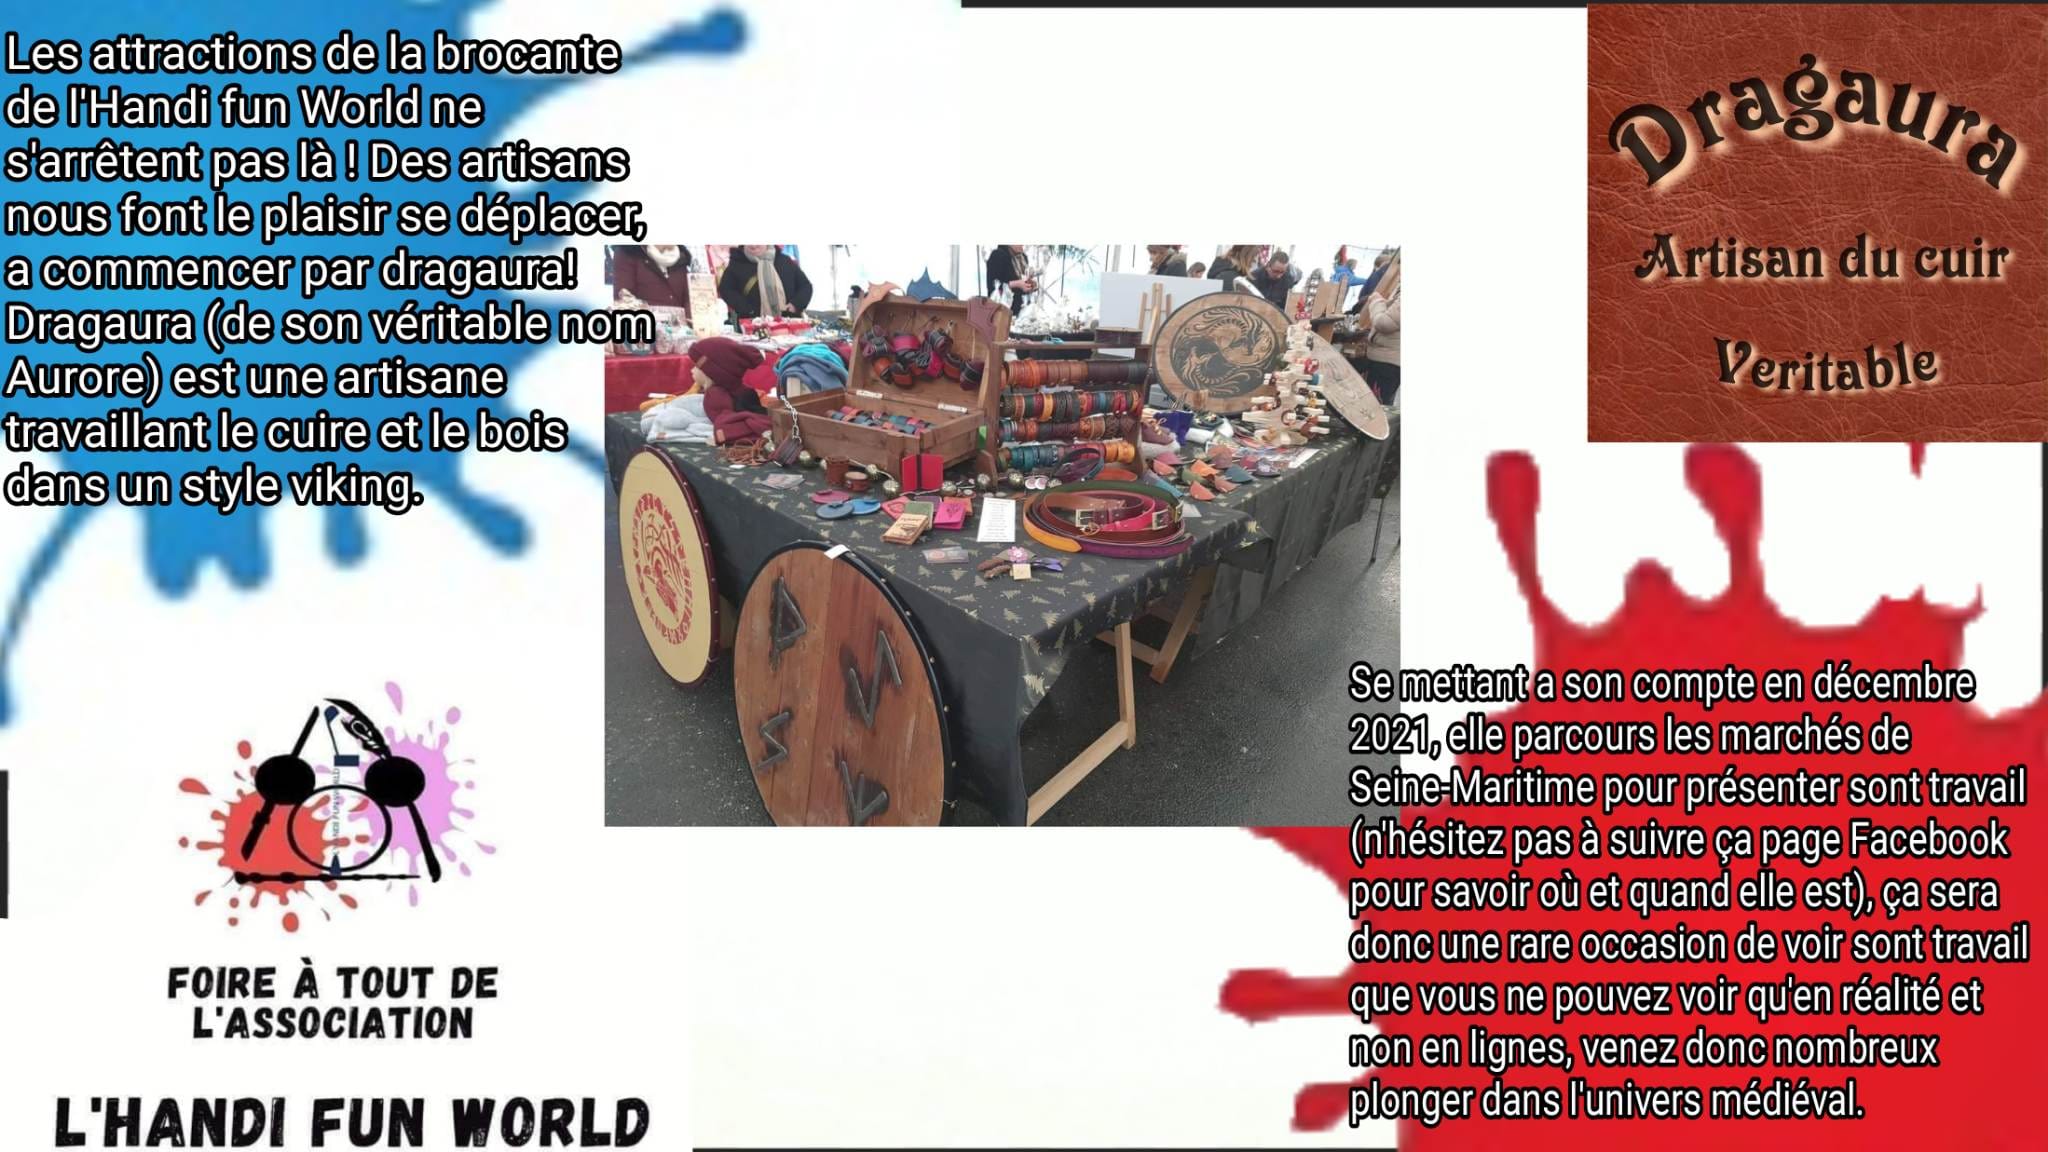 Les attractions de la brocante
de l'Handi fun World ne
s'arrêtent pas là ! Des artisans
nous font le plaisir se déplacer,
a commencer par dragaura!
Dragaura (de son véritable nom
Aurore) est une artisane
travaillant le cuire et le bois
dans un style viking.
Dragaura
Artisan du cuir
Veritable
Se mettant a son compte en décembre
2021, elle parcours les marchés de
Seine-Maritime pour présenter sont travail
(n'hésitez pas à suivre ça page Facebook
pour savoir où et quand elle est), ça sera
donc une rare occasion de voir sont travail
que vous ne pouvez voir qu'en réalité et
non en lignes, venez donc nombreux
plonger dans l'univers médiéval.
FOIRE À TOUT DE
L'ASSOCIATION
L'HANDI FUN WORLD